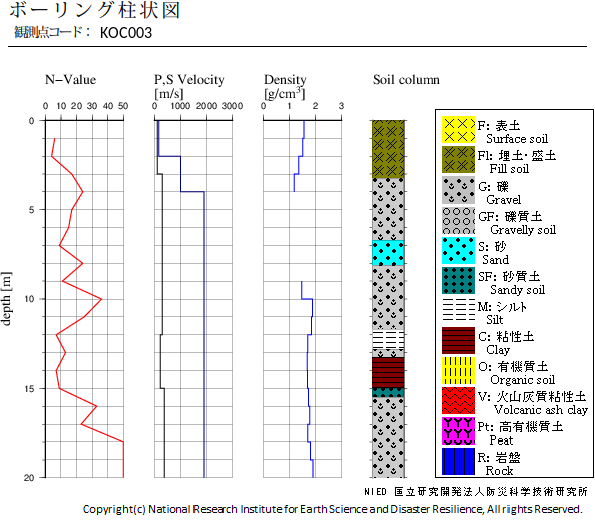 ボーリング柱状図
観測点コード： KOC003
N−Value P,S Velocity Density Soil column
[m/s] [g/cm3]
0 10 20 30 40 50 0 1000 2000 3000 0 1 2 3
0
5
10
15
20
depth [m]
F: 表土
Surface soil
Fl: 埋土・盛土
Fill soil
G: 礫
Gravel
GF: 礫質土
Gravelly soil
S: 砂
Sand
SF: 砂質土
Sandy soil
M: シルト
Silt
C: 粘性土
Clay
O: 有機質土
Organic soil
V: 火山灰質粘性土
Volcanic ash clay
Pt: 高有機質土
Peat
R: 岩盤
Rock
NIED 国立研究開発法人防災科学技術研究所
Copyright(c) National Research Institute for Earth Science and Disaster Resilience, All rights Reserved.